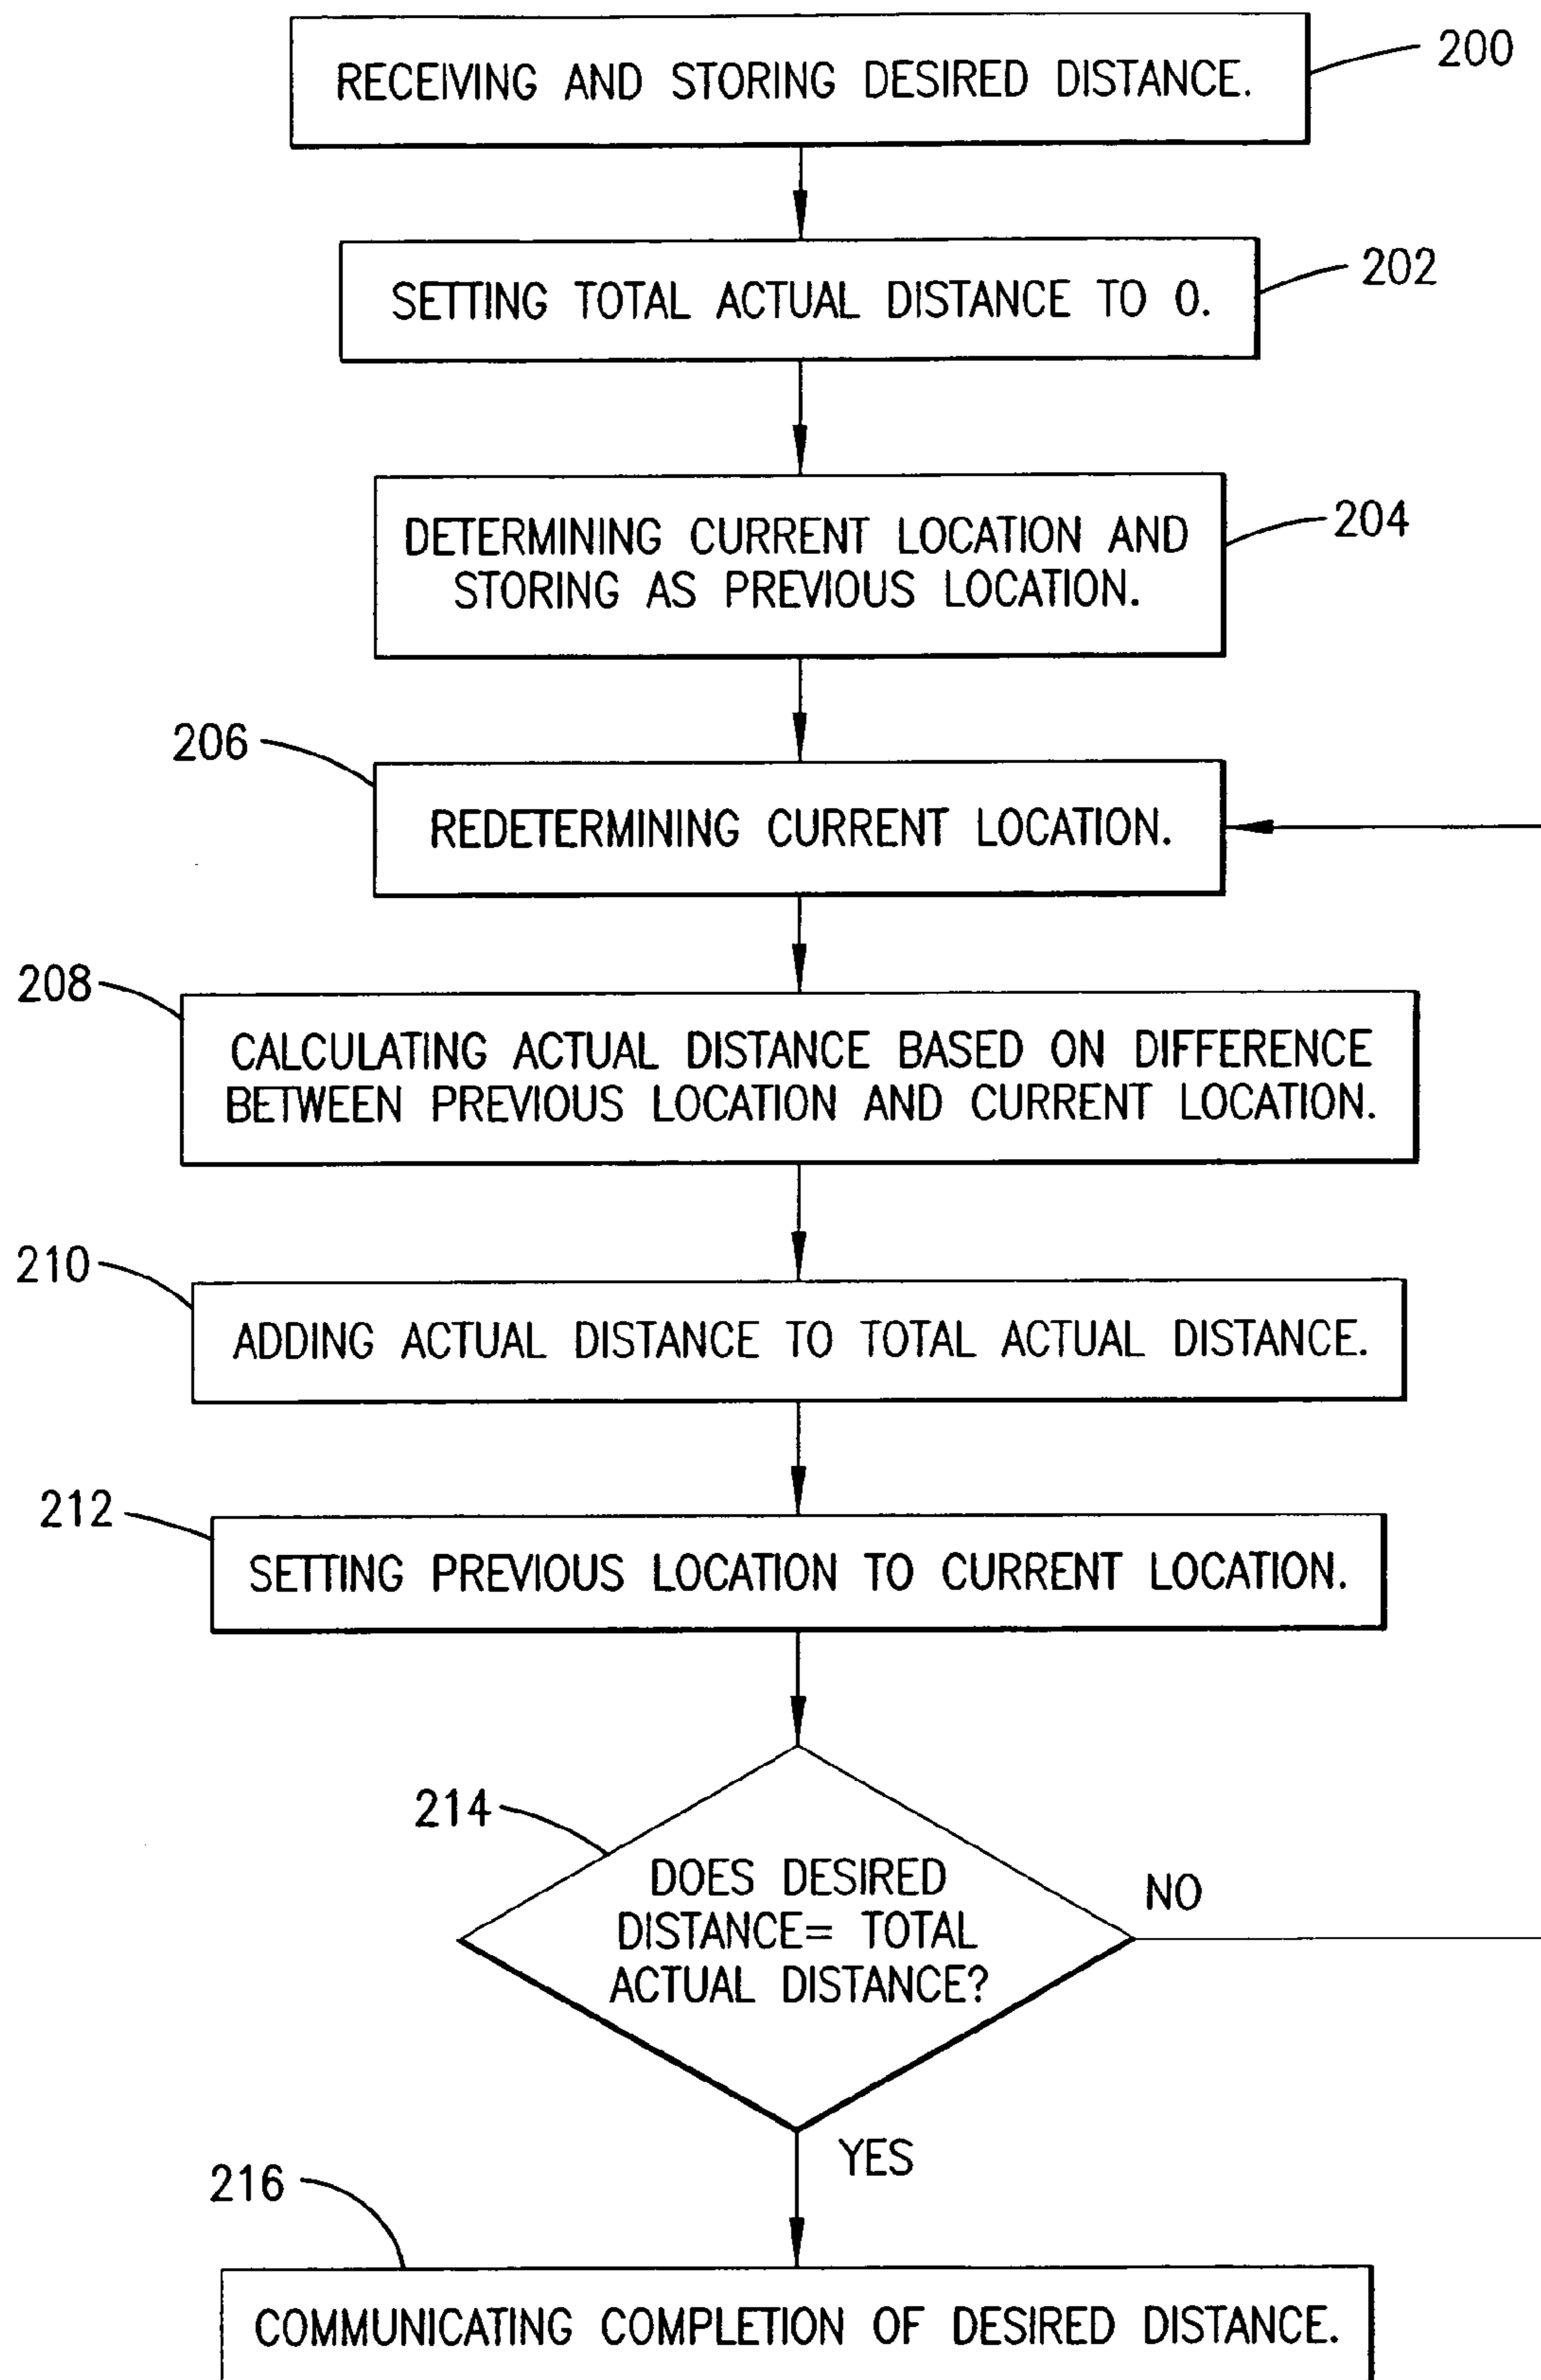 RECEIVING AND STORING DESIRED DISTANCE.
200
SETTING TOTAL ACTUAL DISTANCE TO 0.
202
DETERMINING CURRENT LOCATION AND
STORING AS PREVIOUS LOCATION.
204
206
REDETERMINING CURRENT LOCATION.
208
CALCULATING ACTUAL DISTANCE BASED ON DIFFERENCE
BETWEEN PREVIOUS LOCATION AND CURRENT LOCATION.
210
ADDING ACTUAL DISTANCE TO TOTAL ACTUAL DISTANCE.
212
SETTING PREVIOUS LOCATION TO CURRENT LOCATION.
214
DOES DESIRED
DISTANCE= TOTAL
ACTUAL DISTANCE?
NO
YES
216
COMMUNICATING COMPLETION OF DESIRED DISTANCE.